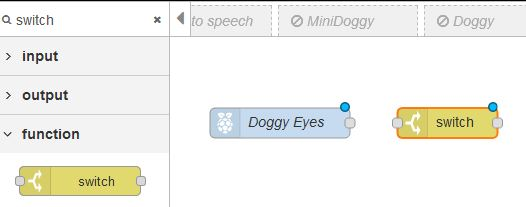 switch
to speech
MiniDoggy
Doggy
input
output
function
switch
Doggy Eyes
switch